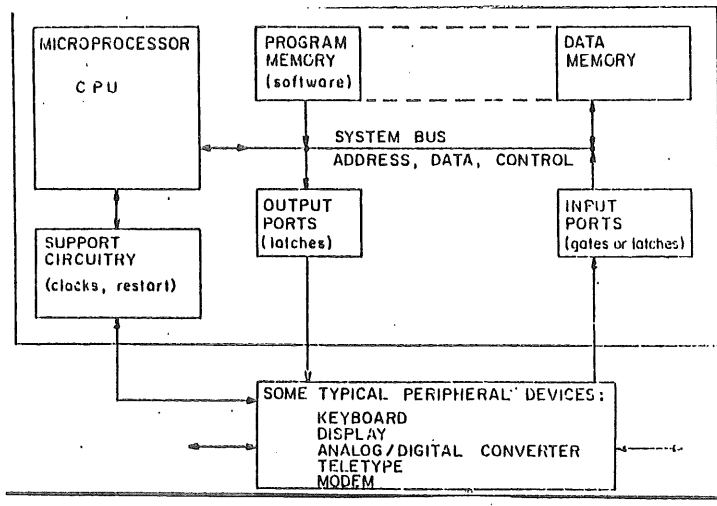 MICROPROCESSOR
CPU
PROGRAM
MEMORY
(software)
DATA
MEMORY
SYSTEM BUS
ADDRESS, DATA, CONTROL
OUTPUT
PORTS
(latches)
INPUT
PORTS
(gates or latches)
SUPPORT
CIRCUITRY
(clocks, restart)
SOME TYPICAL PERIPHERAL DEVICES:
KEYBOARD
DISPLAY
ANALOG/DIGITAL CONVERTER
TELETYPE
MODEM